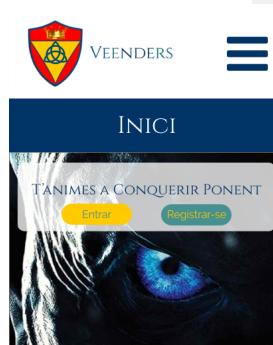 Veenders
Inici
T'animes a Conquerir Ponent
Entrar
Registrar-se